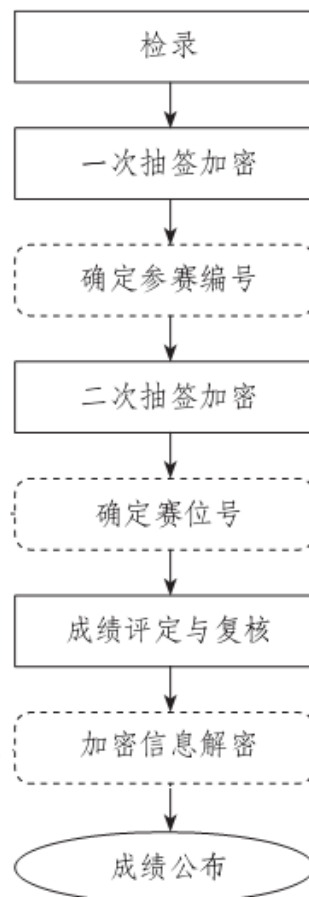 检录
一次抽签加密
确定参赛编号
二次抽签加密
确定赛位号
成绩评定与复核
加密信息解密
成绩公布